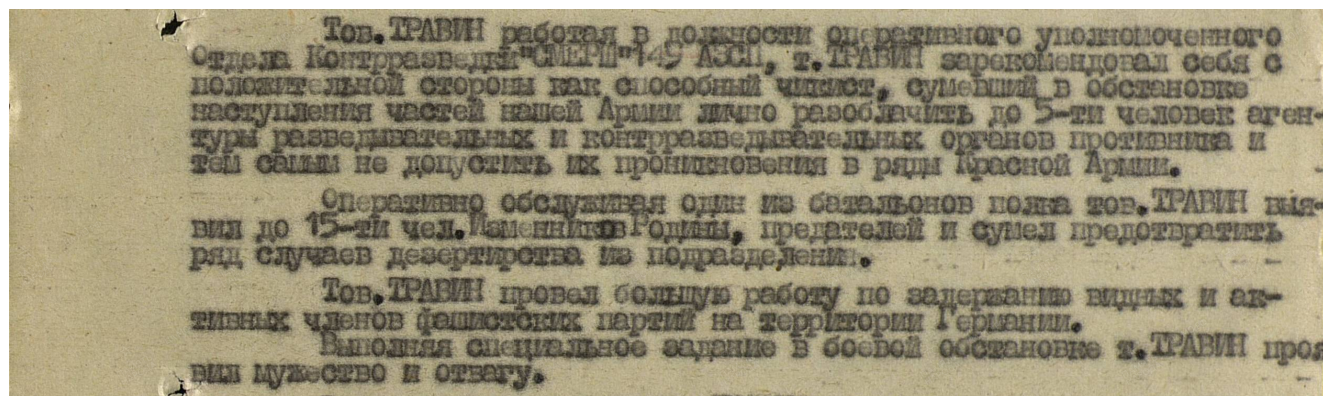 Тов.ТРАВИН работая в должности оперативного уполномоченного
Отдела Контрразведки"СМЕРШ"149 АЗСП, т.ТРАВИН зарекомендовал себя с
положительной стороны как способный чикист, сумевший в обстановке
наступления частей нашей Армии лично разоблачить до 5-ти человек аген-
туры разведывательных и контрразведывательных органов противника и
тем самым не допустить их проникновения в ряды Красной Армии.
Оперативно обслуживая один из батальонов полка тов.ТРАВИН выя-
вил до 15-ти чел.Изменников Родины, предателей и сумел предотвратить
ряд случаев дезертирства из подразделения.
Тов.ТРАВИН провел большую работу по задержанию видных и ак-
тивных членов фашистских партий на территории Германии.
Выполняя специальное задание в боевой обстановке т.ТРАВИН проя
вил мужество и отвагу.